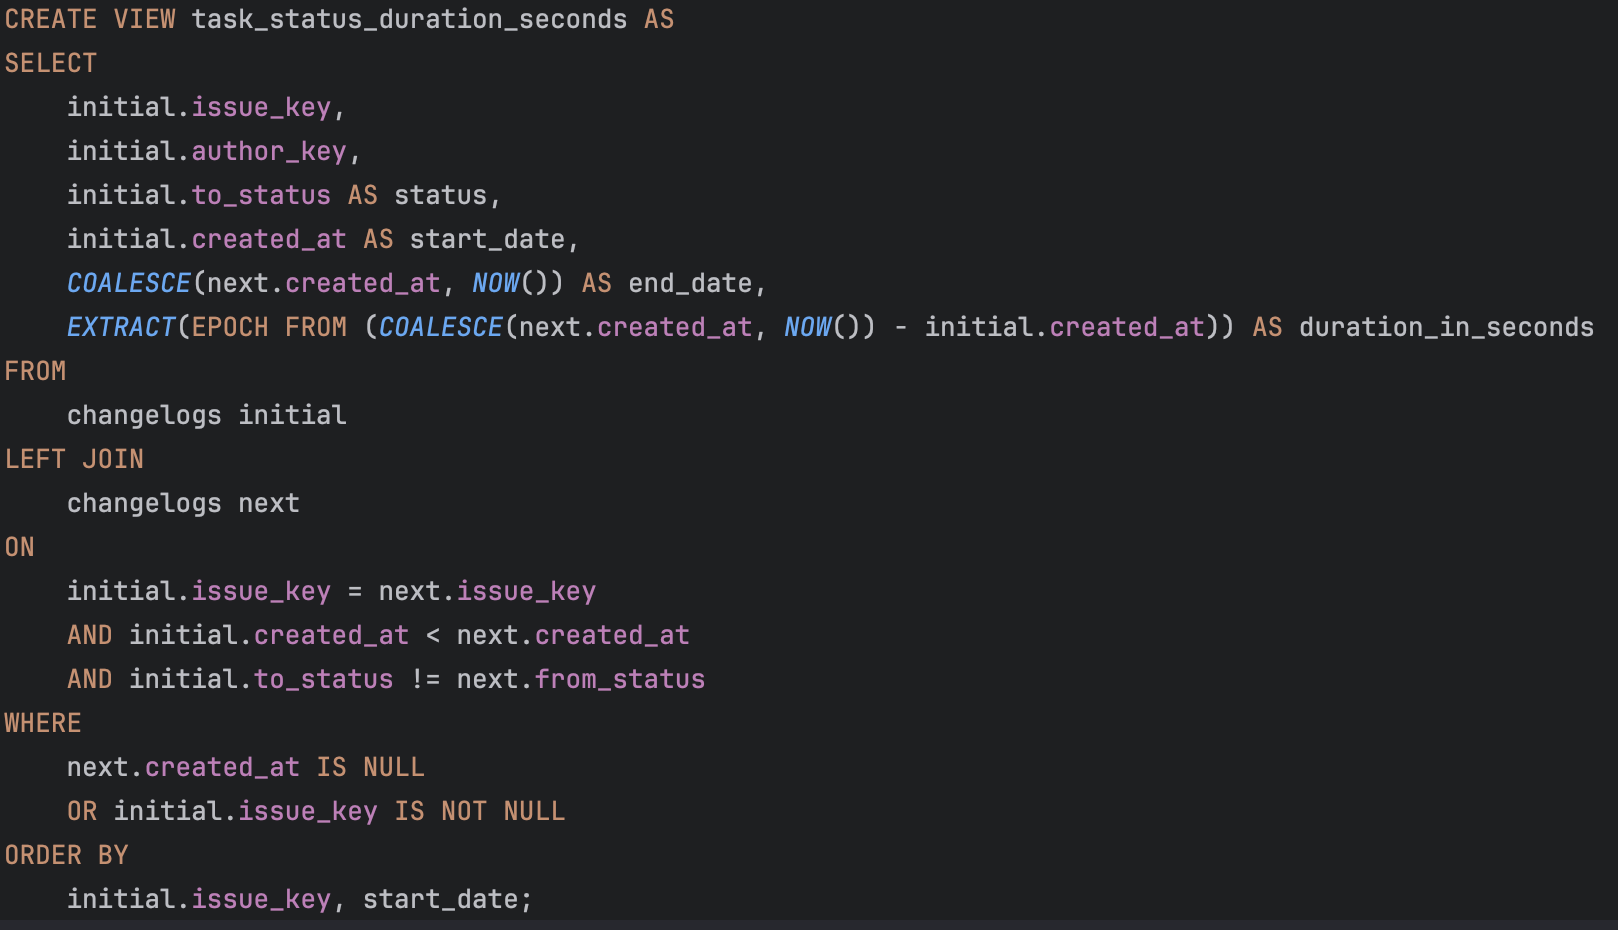 CREATE VIEW task_status_duration_seconds AS
SELECT
    initial.issue_key,
    initial.author_key,
    initial.to_status AS status,
    initial.created_at AS start_date,
    COALESCE(next.created_at, NOW()) AS end_date,
    EXTRACT(EPOCH FROM (COALESCE(next.created_at, NOW()) - initial.created_at)) AS duration_in_seconds
FROM
    changelogs initial
LEFT JOIN
    changelogs next
ON
    initial.issue_key = next.issue_key
    AND initial.created_at < next.created_at
    AND initial.to_status != next.from_status
WHERE
    next.created_at IS NULL
    OR initial.issue_key IS NOT NULL
ORDER BY
    initial.issue_key, start_date;